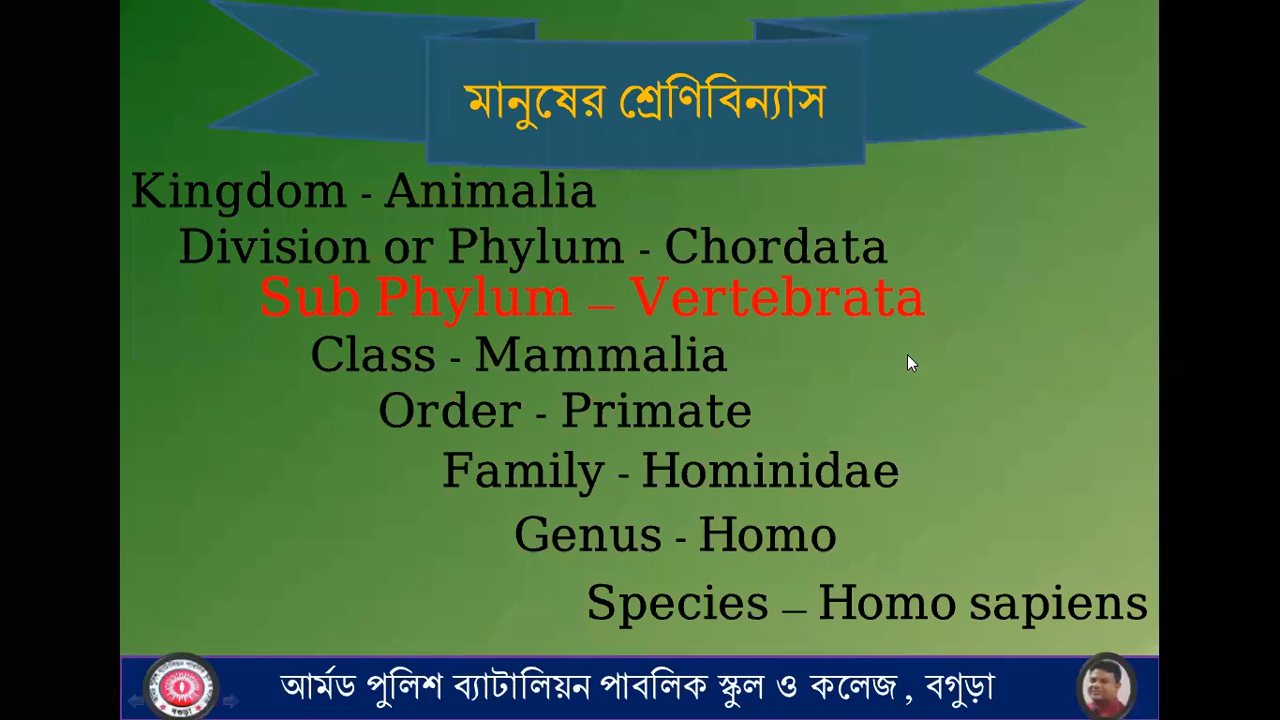 মানুষের শ্রেণিবিন্যাস
Kingdom - Animalia
Division or Phylum - Chordata
Sub Phylum – Vertebrata
Class - Mammalia
Order - Primate
Family - Hominidae
Genus - Homo
Species – Homo sapiens
আর্মড পুলিশ ব্যাটালিয়ন পাবলিক স্কুল ও কলেজ, বগুড়া
বগুড়া